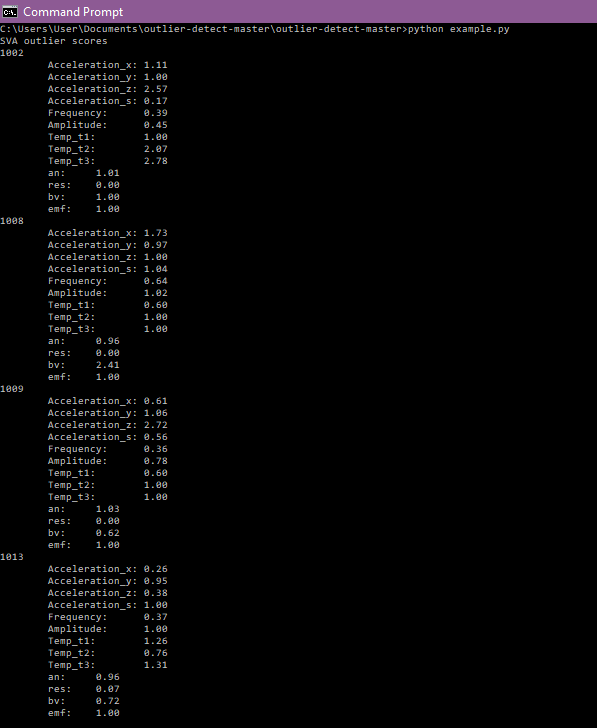 Command Prompt
C:\Users\User\Documents\outlier-detect-master\outlier-detect-master>python example.py
SVA outlier scores
1002
Acceleration_x: 1.11
Acceleration_y: 1.00
Acceleration_z: 2.57
Acceleration_s: 0.17
Frequency: 0.39
Amplitude: 0.45
Temp_t1: 1.00
Temp_t2: 2.07
Temp_t3: 2.78
an: 1.01
res: 0.00
bv: 1.00
emf: 1.00
1008
Acceleration_x: 1.73
Acceleration_y: 0.97
Acceleration_z: 1.00
Acceleration_s: 1.04
Frequency: 0.64
Amplitude: 1.02
Temp_t1: 0.60
Temp_t2: 1.00
Temp_t3: 1.00
an: 0.96
res: 0.00
bv: 2.41
emf: 1.00
1009
Acceleration_x: 0.61
Acceleration_y: 1.06
Acceleration_z: 2.72
Acceleration_s: 0.56
Frequency: 0.36
Amplitude: 0.78
Temp_t1: 0.60
Temp_t2: 1.00
Temp_t3: 1.00
an: 1.03
res: 0.00
bv: 0.62
emf: 1.00
1013
Acceleration_x: 0.26
Acceleration_y: 0.95
Acceleration_z: 0.38
Acceleration_s: 1.00
Frequency: 0.37
Amplitude: 1.00
Temp_t1: 1.26
Temp_t2: 0.76
Temp_t3: 1.31
an: 0.96
res: 0.07
bv: 0.72
emf: 1.00